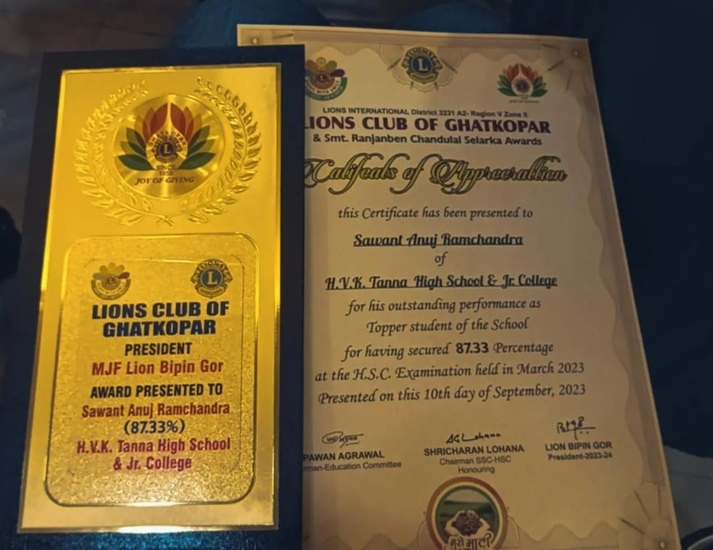 JOY OF GIVING
LIONS CLUB OF
GHATKOPAR
PRESIDENT
MJF Lion Bipin Gor
AWARD PRESENTED TO
Sawant Anuj Ramchandra
(87.33%)
H.V.K. Tanna High School
& Jr. College
LIONS INTERNATIONAL District 3231 A2- Region V Zone II
LIONS CLUB OF GHATKOPAR
& Smt. Ranjanben Chandulal Selarka Awards
this Certificate has been presented to
Sawant Anuj Ramchandra
of
H.V.K. Tanna High School & Jr. College
for his outstanding performance as
Topper student of the School
for having secured 87.33 Percentage
at the H.S.C. Examination held in March 2023
Presented on this 10th day of September, 2023
PAWAN AGRAWAL
rman-Education Committee
SHRICHARAN LOHANA
Chairman SSC-HSC
Honouring
LION BIPIN GOR
President-2023-24